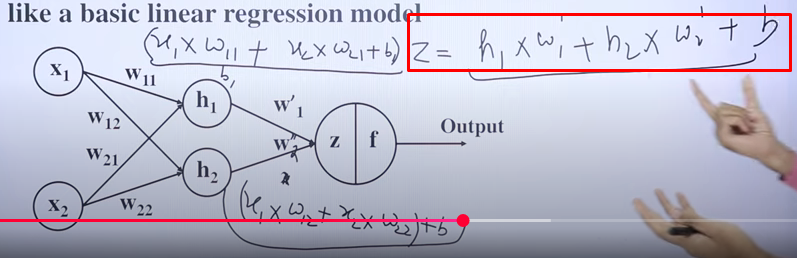 like a basic linear regression model
(x₁ × w₁₁ + x₂ × w₂₁ + b) z = h₁ × w'₁ + h₂ × w'₂ + b
x₁ w₁₁ b₁
h₁ w'₁
w₁₂
w₂₁ w'' z f Output
h₂
x₂ w₂₂
(x₁ × w₁₂ + x₂ × w₂₂) + b